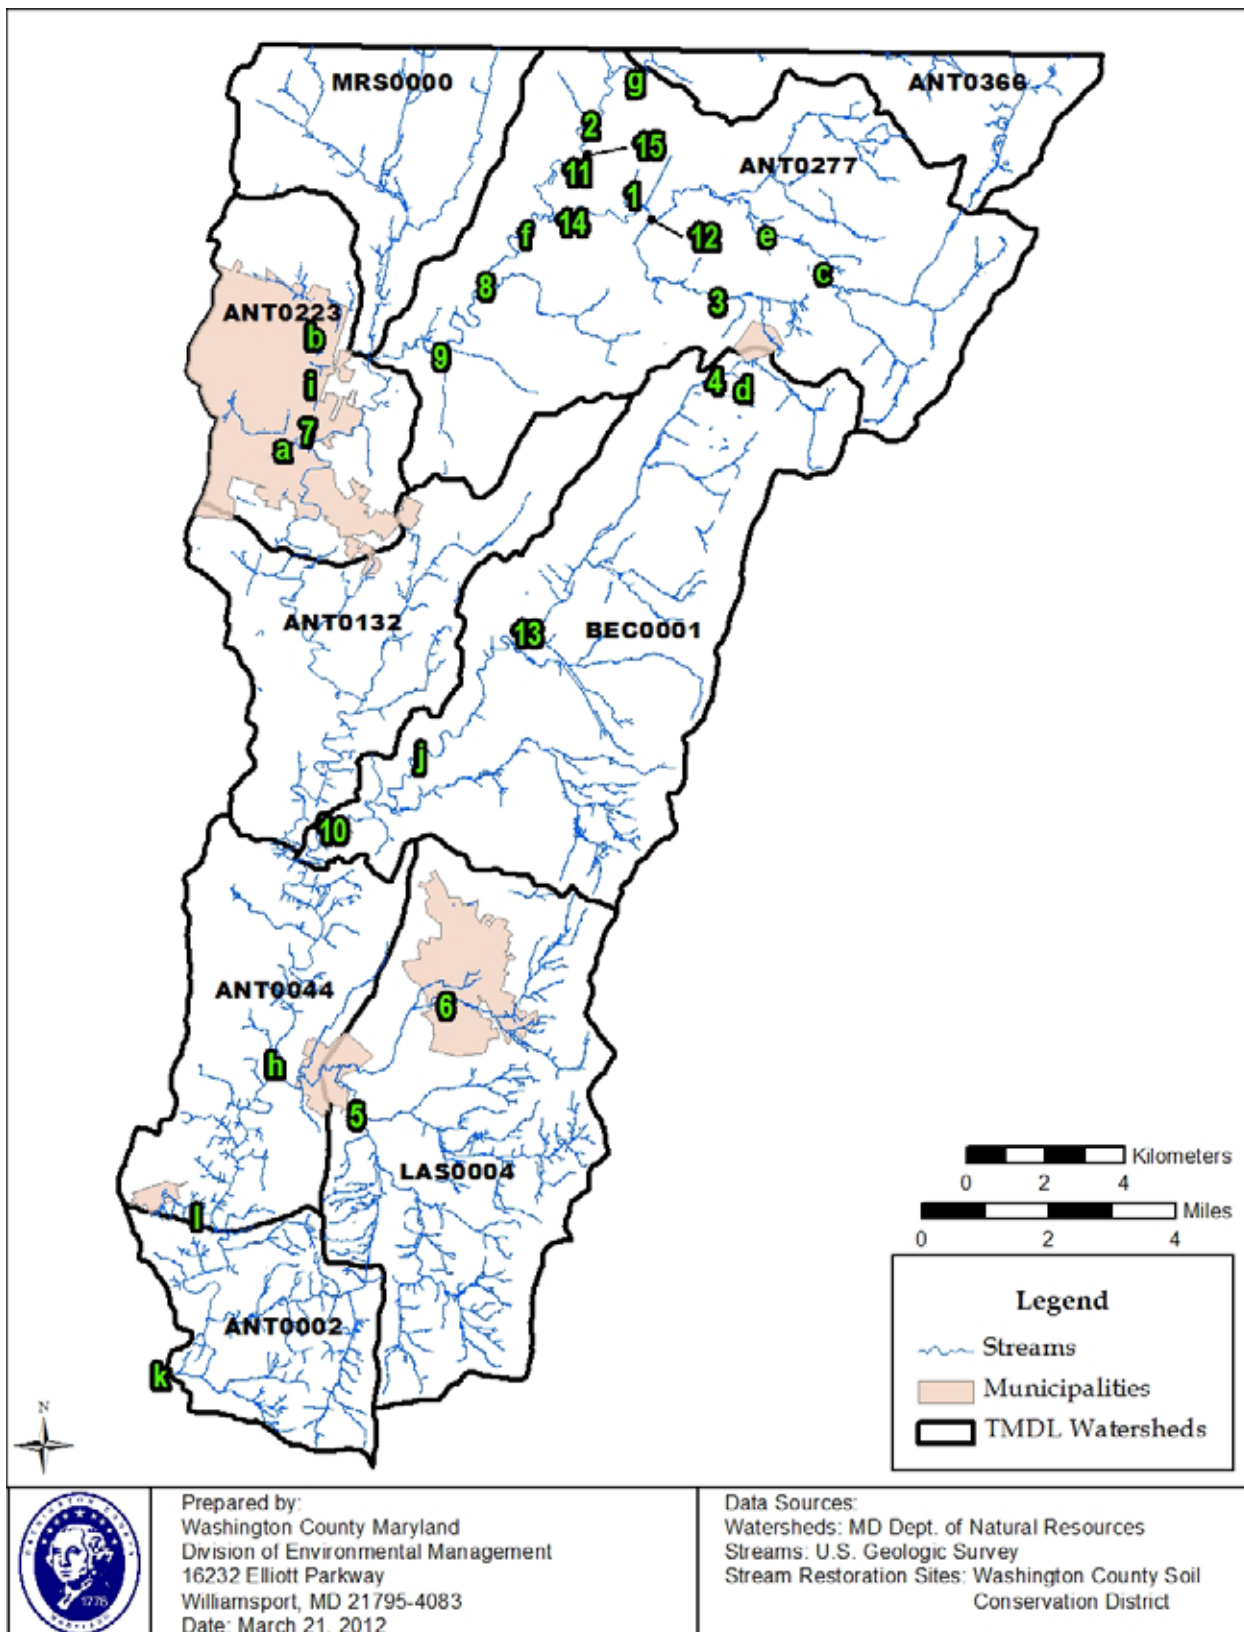 MRS0000
ANT0366
g
2
15
11
ANT0277
1
14
f
12
e
c
8
3
ANT0223
b
9
i
4
d
7
a
ANT0132
13
BEC0001
j
10
ANT0044
6
h
5
LAS0004
l
ANT0002
k
Kilometers
0 2 4
Miles
0 2 4
Legend
Streams
Municipalities
TMDL Watersheds
N
Prepared by:
Washington County Maryland
Division of Environmental Management
16232 Elliott Parkway
Williamsport, MD 21795-4083
Date: March 21, 2012
Data Sources:
Watersheds: MD Dept. of Natural Resources
Streams: U.S. Geologic Survey
Stream Restoration Sites: Washington County Soil
Conservation District
WASHINGTON COUNTY
1776
MARYLAND